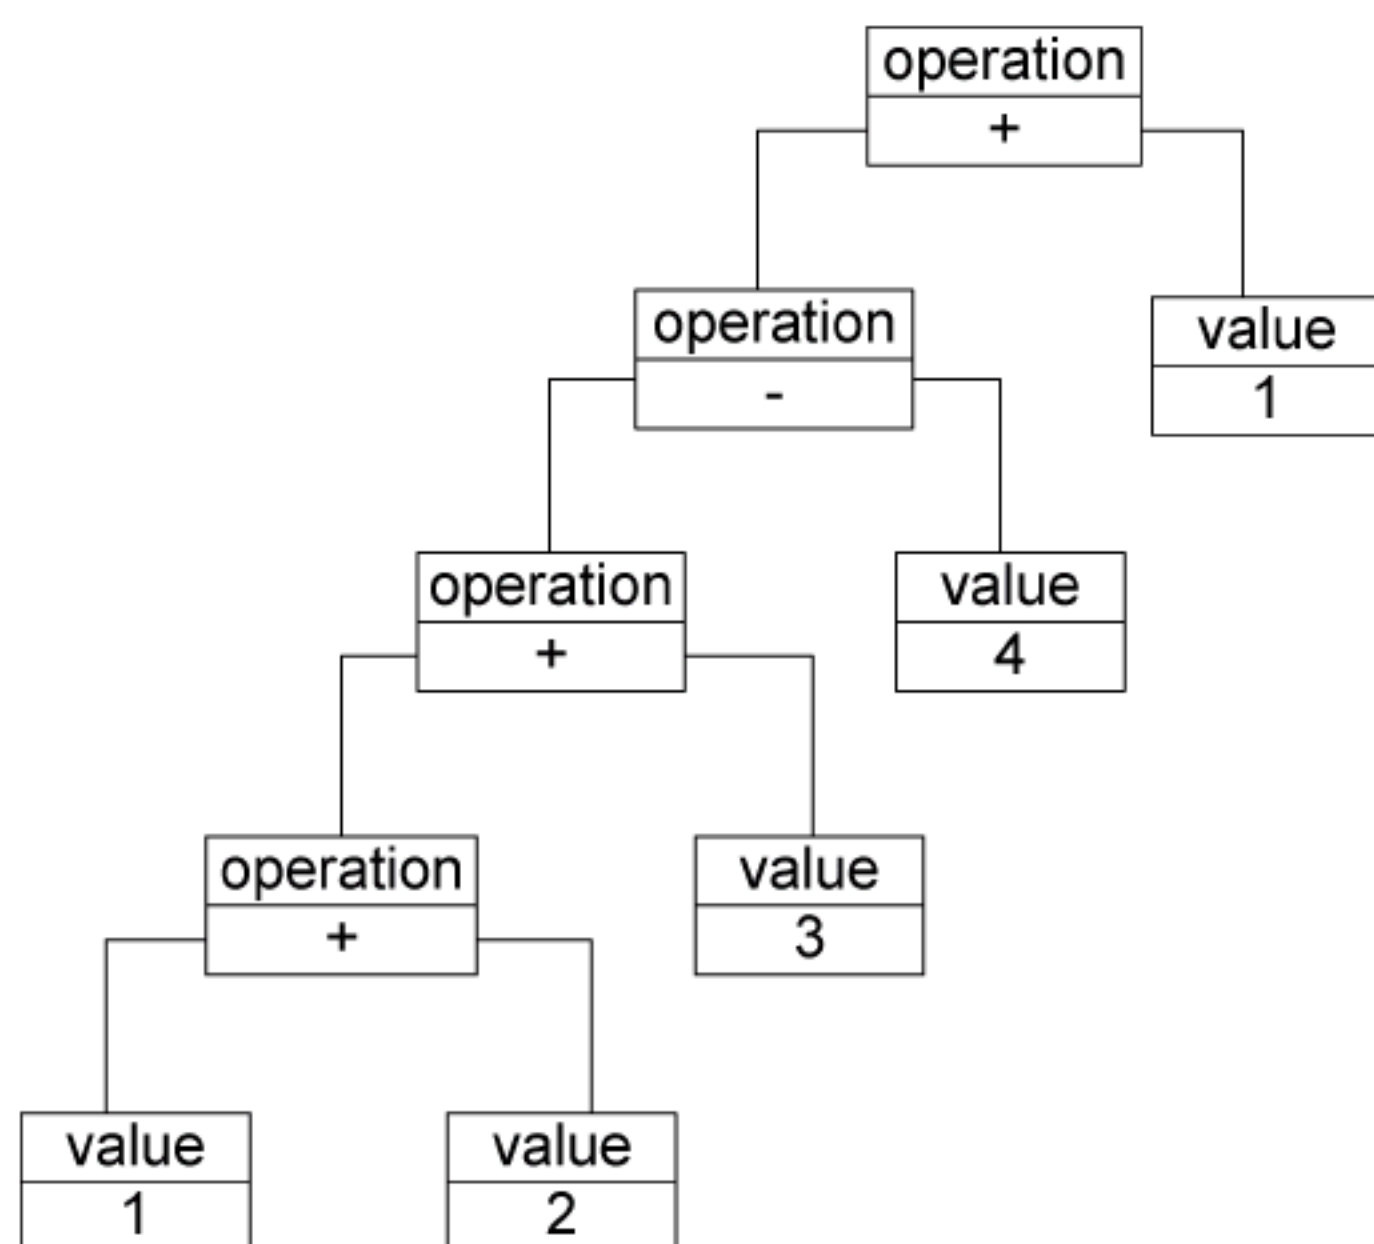 operation
+
operation
-
value
1
operation
+
value
4
operation
+
value
3
value
1
value
2